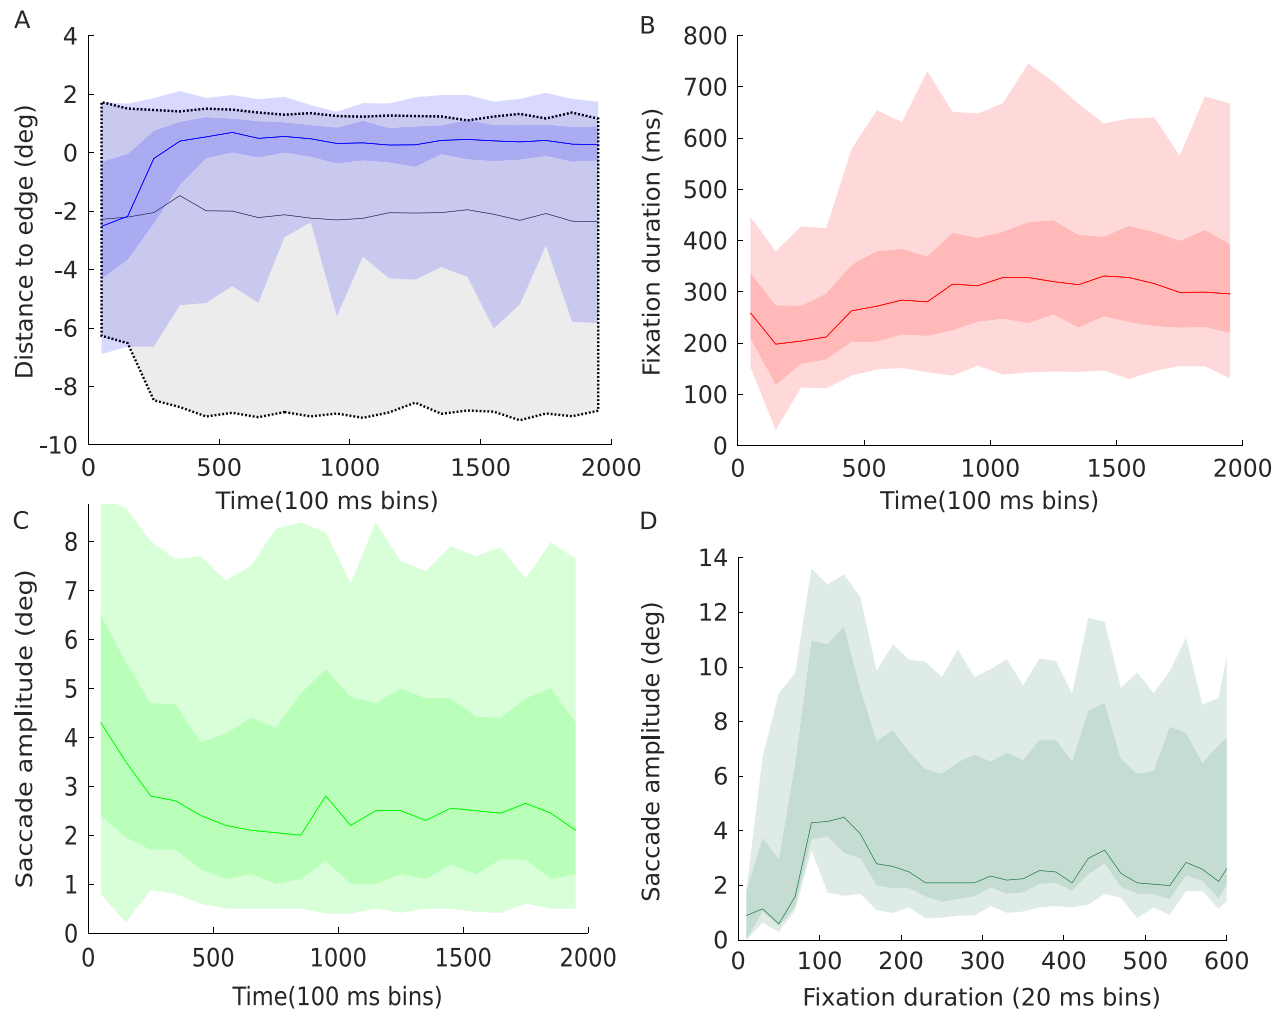 A
Distance to edge (deg)
4
2
0
-2
-4
-6
-8
-10
0 500 1000 1500 2000
Time(100 ms bins)
B
Fixation duration (ms)
800
700
600
500
400
300
200
100
0
0 500 1000 1500 2000
Time(100 ms bins)
C
Saccade amplitude (deg)
8
7
6
5
4
3
2
1
0
0 500 1000 1500 2000
Time(100 ms bins)
D
Saccade amplitude (deg)
14
12
10
8
6
4
2
0
0 100 200 300 400 500 600
Fixation duration (20 ms bins)